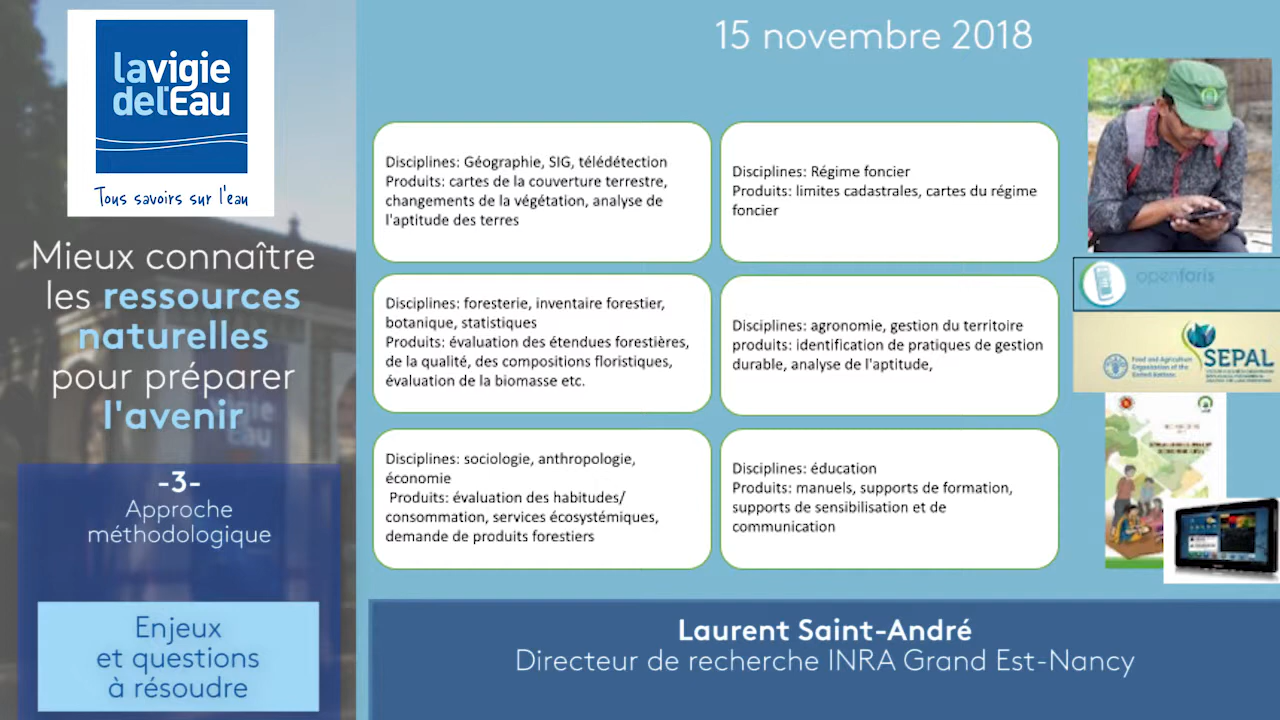 lavigie
del'Eau
Tous savoirs sur l'eau
Mieux connaître
les ressources
naturelles
pour préparer
l'avenir
-3-
Approche
méthodologique
Enjeux
et questions
à résoudre
15 novembre 2018
Disciplines: Géographie, SIG, télédétection
Produits: cartes de la couverture terrestre,
changements de la végétation, analyse de
l'aptitude des terres
Disciplines: Régime foncier
Produits: limites cadastrales, cartes du régime
foncier
Disciplines: foresterie, inventaire forestier,
botanique, statistiques
Produits: évaluation des étendues forestières,
de la qualité, des compositions floristiques,
évaluation de la biomasse etc.
Disciplines: agronomie, gestion du territoire
produits: identification de pratiques de gestion
durable, analyse de l'aptitude,
Disciplines: sociologie, anthropologie,
économie
Produits: évaluation des habitudes/
consommation, services écosystémiques,
demande de produits forestiers
Disciplines: éducation
Produits: manuels, supports de formation,
supports de sensibilisation et de
communication
openforis
Food and Agriculture
Organization of the
United Nations
SEPAL
Laurent Saint-André
Directeur de recherche INRA Grand Est-Nancy